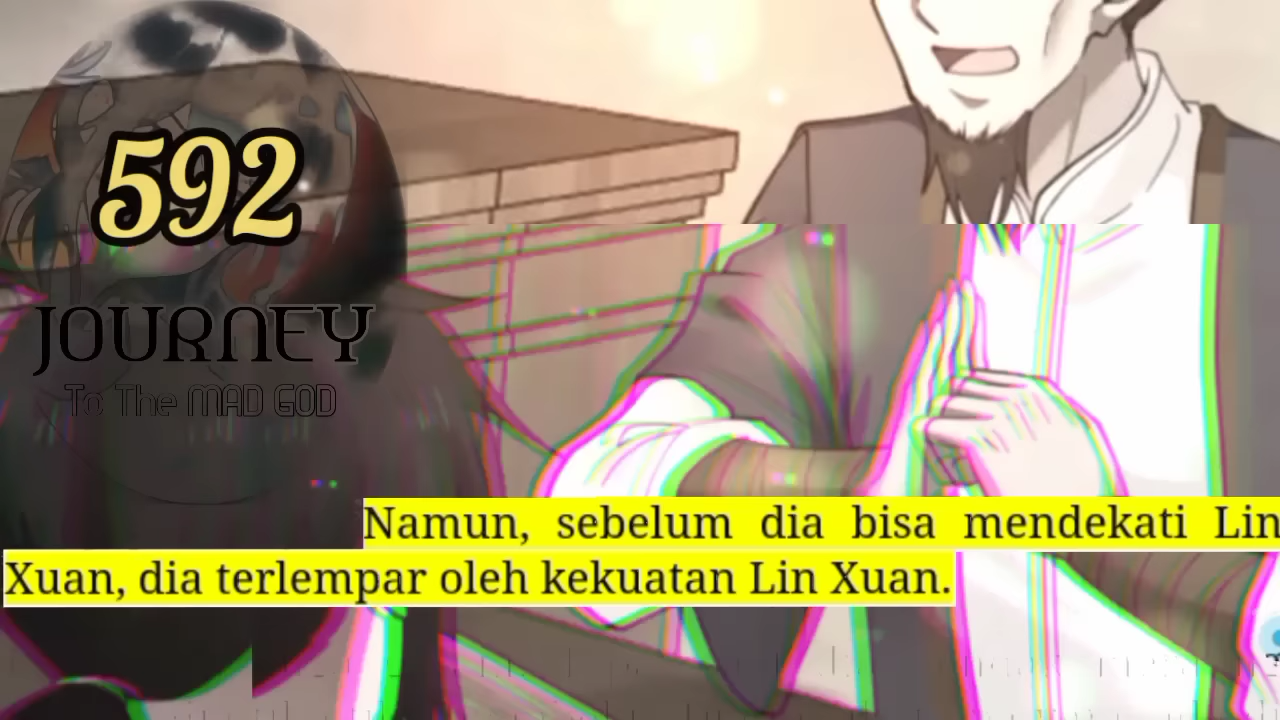 592
JOURNEY
To The MAD GOD
Namun, sebelum dia bisa mendekati Lin
Xuan, dia terlempar oleh kekuatan Lin Xuan.